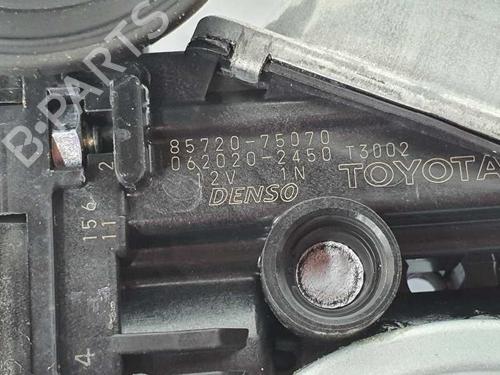 B-PARTS
85720-75070
062020-2450 T3002
12V 1N TOYOTA
DENSO
2
156
11
4